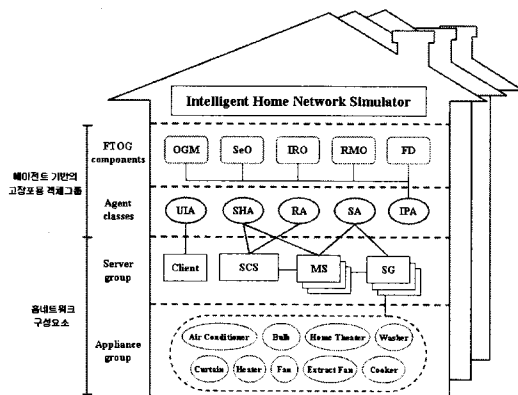 Intelligent Home Network Simulator
에이전트 기반의
고장포용 객체그룹
FTOG
components
OGM SeO IRO RMO FD
Agent
classes
UIA SHA RA SA IPA
홈네트워크
구성요소
Server
group
Client SCS MS SG
Appliance
group
Air Conditioner Bulb Home Theater Washer
Curtain Heater Fan Extract Fan Cooker